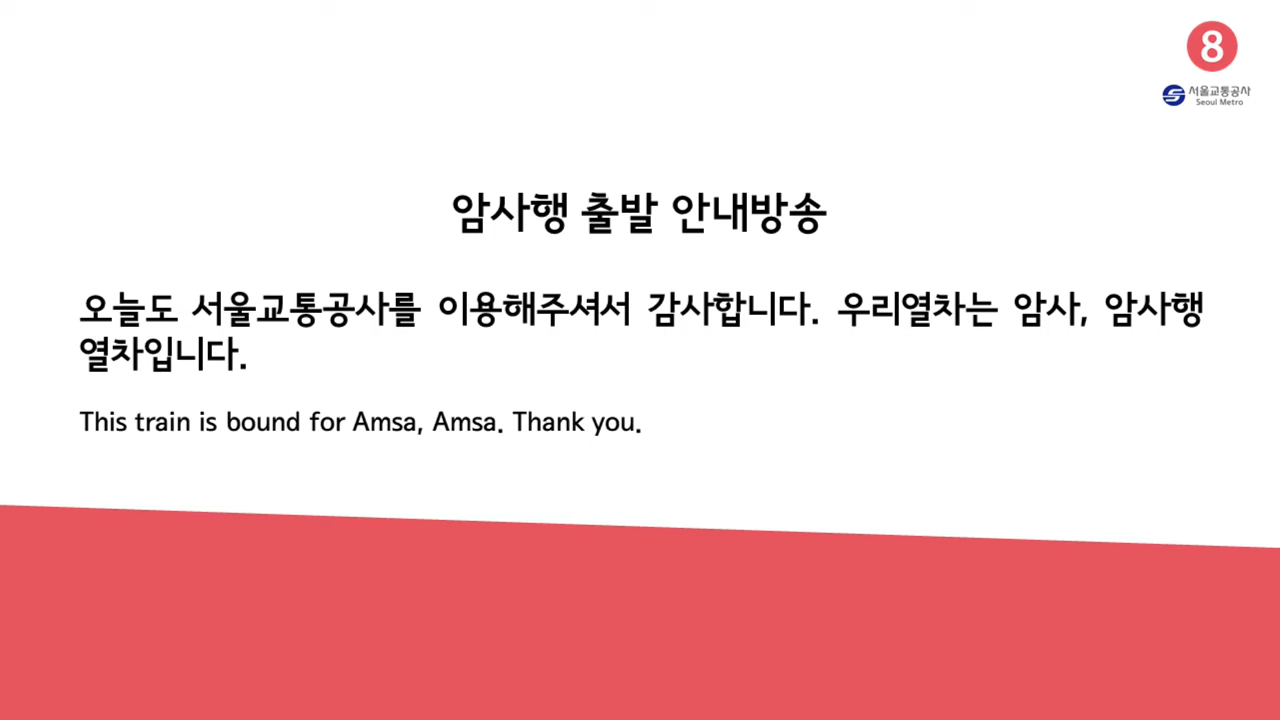 8
서울교통공사
Seoul Metro
암사행 출발 안내방송
오늘도 서울교통공사를 이용해주셔서 감사합니다. 우리열차는 암사, 암사행
열차입니다.
This train is bound for Amsa, Amsa. Thank you.